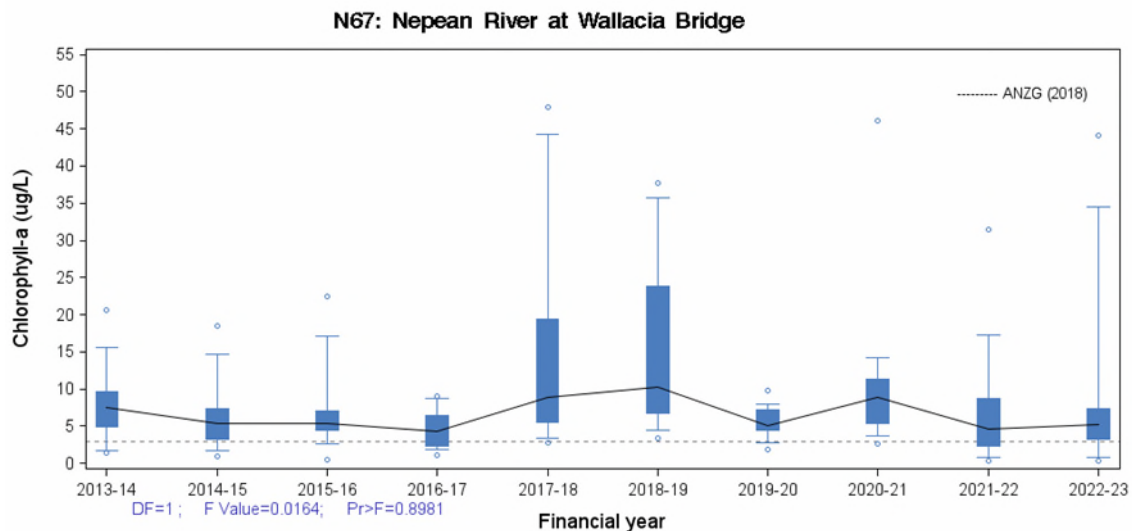 N67: Nepean River at Wallacia Bridge
55
50
45
40
35
30
25
20
15
10
5
0
Chlorophyll-a (ug/L)
--------- ANZG (2018)
2013-14 2014-15 2015-16 2016-17 2017-18 2018-19 2019-20 2020-21 2021-22 2022-23
DF=1 ; F Value=0.0164; Pr>F=0.8981
Financial year